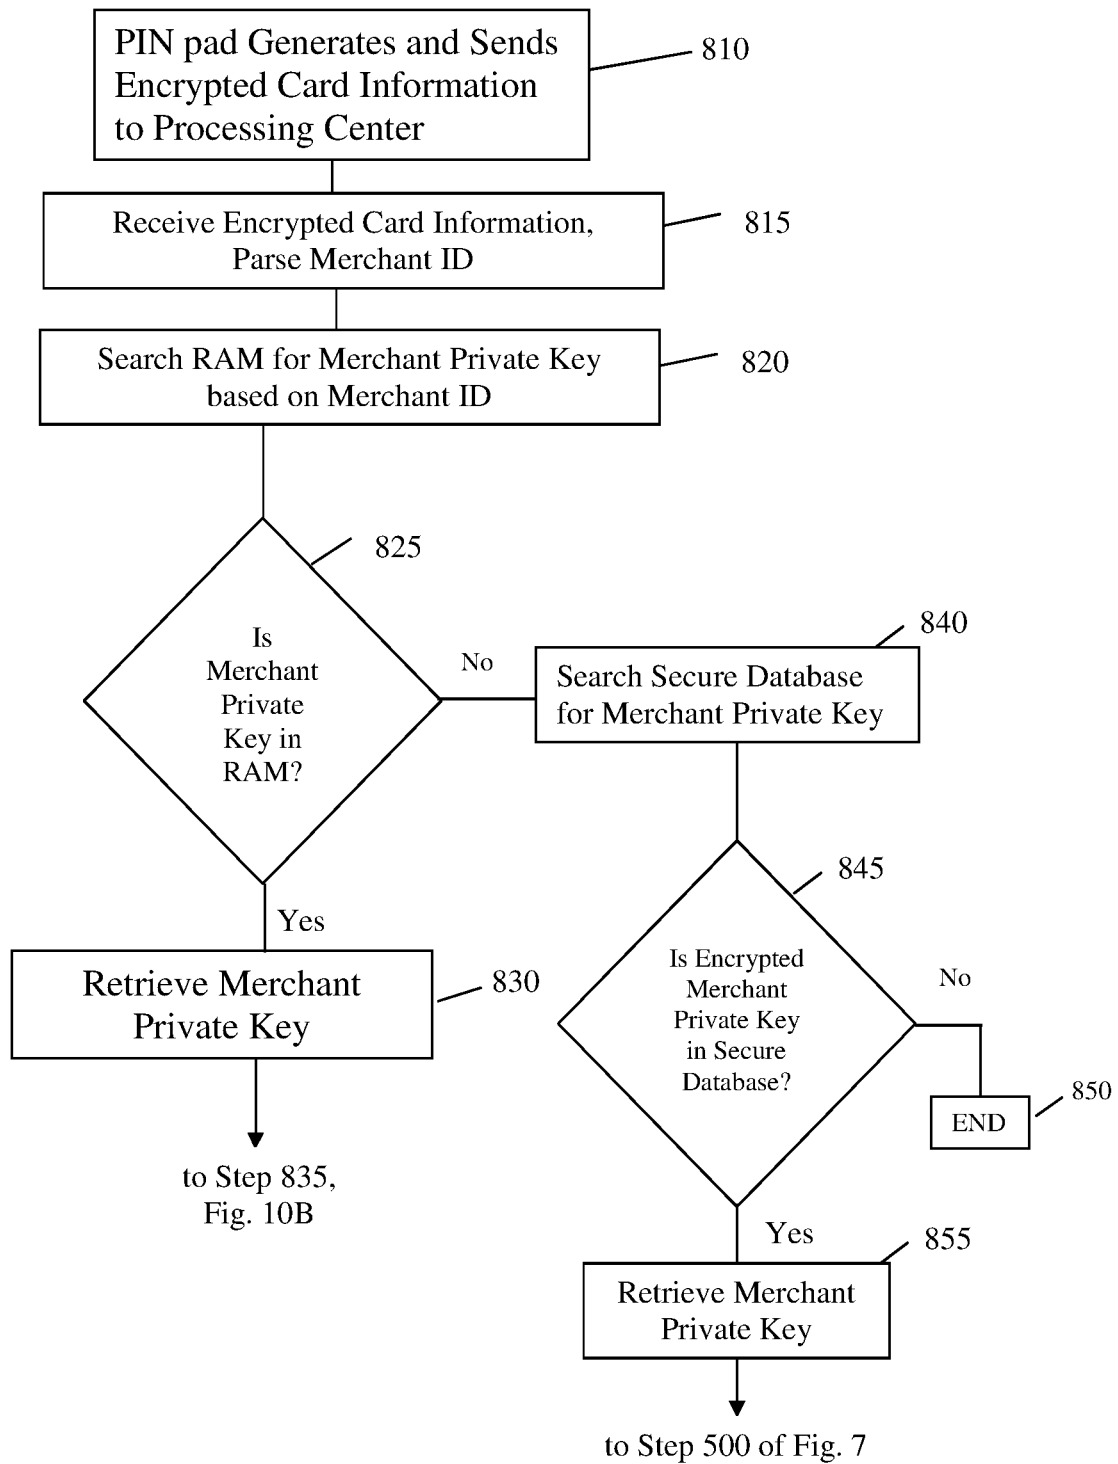 PIN pad Generates and Sends
Encrypted Card Information
to Processing Center
810
Receive Encrypted Card Information,
Parse Merchant ID
815
Search RAM for Merchant Private Key
based on Merchant ID
820
825
Is
Merchant
Private
Key in
RAM?
No
840
Search Secure Database
for Merchant Private Key
Yes
845
Is Encrypted
Merchant
Private Key
in Secure
Database?
No
Retrieve Merchant
Private Key
830
850
END
to Step 835,
Fig. 10B
Yes
855
Retrieve Merchant
Private Key
to Step 500 of Fig. 7